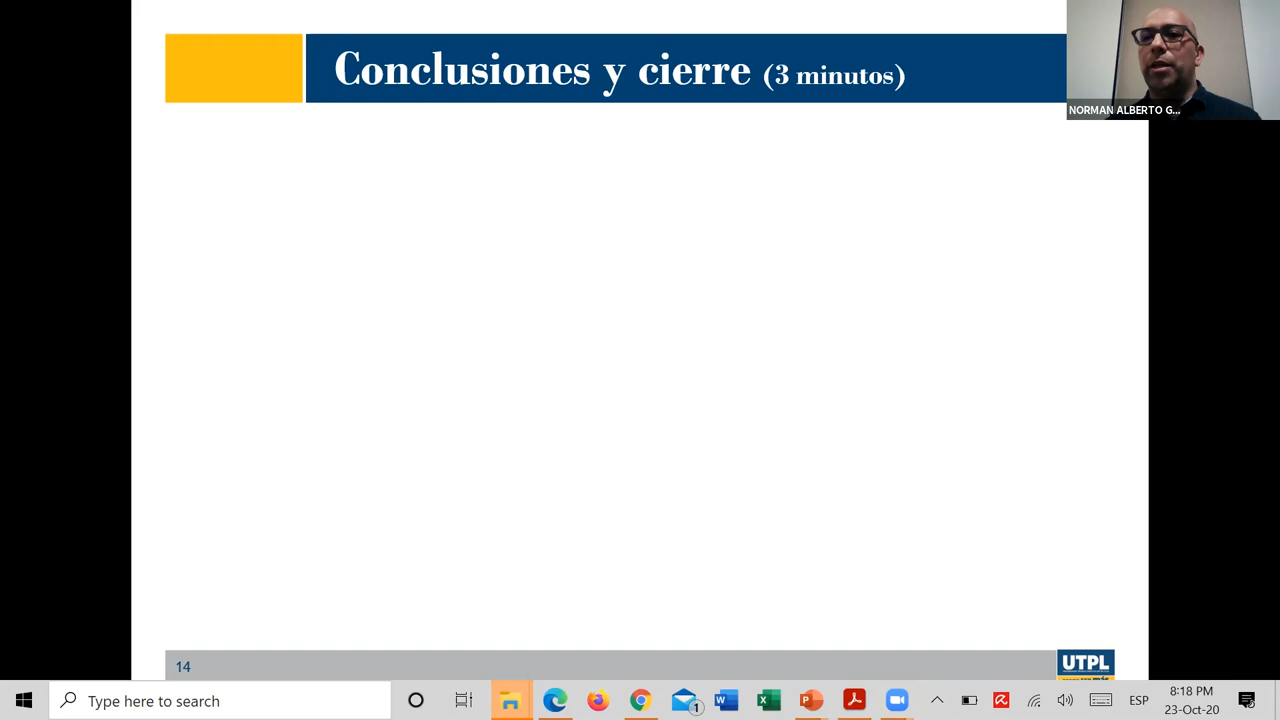 Conclusiones y cierre (3 minutos)
NORMAN ALBERTO G...
14
UTPL
Type here to search
1
ESP
8:18 PM
23-Oct-20